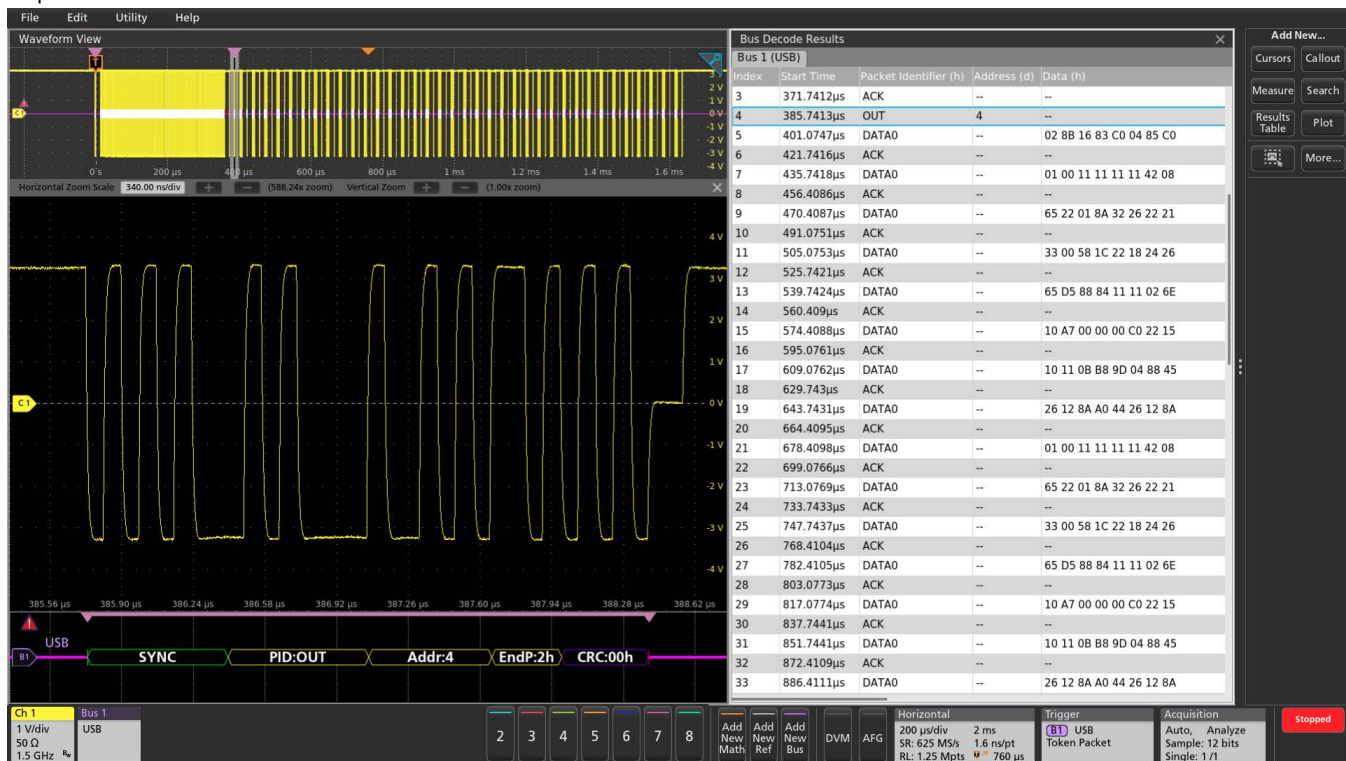 File Edit Utility Help
Waveform View
T
3 V
2 V
1 V
0 V
-1 V
-2 V
-3 V
-4 V
C1
0 s 200 µs 400 µs 600 µs 800 µs 1 ms 1.2 ms 1.4 ms 1.6 ms
Horizontal Zoom Scale 340.00 ns/div + - (588.24x zoom) Vertical Zoom + - (1.00x zoom)
4 V
3 V
2 V
1 V
C1
0 V
-1 V
-2 V
-3 V
-4 V
385.56 µs 385.90 µs 386.24 µs 386.58 µs 386.92 µs 387.26 µs 387.60 µs 387.94 µs 388.28 µs 388.62 µs
USB
B1 SYNC PID:OUT Addr:4 EndP:2h CRC:00h
Bus Decode Results
Bus 1 (USB)
Index Start Time Packet Identifier (h) Address (d) Data (h)
3 371.7412µs ACK -- --
4 385.7413µs OUT 4 --
5 401.0747µs DATA0 -- 02 8B 16 83 C0 04 85 C0
6 421.7416µs ACK -- --
7 435.7418µs DATA0 -- 01 00 11 11 11 11 42 08
8 456.4086µs ACK -- --
9 470.4087µs DATA0 -- 65 22 01 8A 32 26 22 21
10 491.0751µs ACK -- --
11 505.0753µs DATA0 -- 33 00 58 1C 22 18 24 26
12 525.7421µs ACK -- --
13 539.7424µs DATA0 -- 65 D5 88 84 11 11 02 6E
14 560.409µs ACK -- --
15 574.4088µs DATA0 -- 10 A7 00 00 00 C0 22 15
16 595.0761µs ACK -- --
17 609.0762µs DATA0 -- 10 11 0B B8 9D 04 88 45
18 629.743µs ACK -- --
19 643.7431µs DATA0 -- 26 12 8A A0 44 26 12 8A
20 664.4095µs ACK -- --
21 678.4098µs DATA0 -- 01 00 11 11 11 11 42 08
22 699.0766µs ACK -- --
23 713.0769µs DATA0 -- 65 22 01 8A 32 26 22 21
24 733.7433µs ACK -- --
25 747.7437µs DATA0 -- 33 00 58 1C 22 18 24 26
26 768.4104µs ACK -- --
27 782.4105µs DATA0 -- 65 D5 88 84 11 11 02 6E
28 803.0773µs ACK -- --
29 817.0774µs DATA0 -- 10 A7 00 00 00 C0 22 15
30 837.7441µs ACK -- --
31 851.7441µs DATA0 -- 10 11 0B B8 9D 04 88 45
32 872.4109µs ACK -- --
33 886.4111µs DATA0 -- 26 12 8A A0 44 26 12 8A
Add New...
Cursors Callout
Measure Search
Results Table Plot
More...
Ch 1
1 V/div
50 Ω
1.5 GHz Bw
Bus 1
USB
2 3 4 5 6 7 8
Add New Math
Add New Ref
Add New Bus
DVM AFG
Horizontal
200 µs/div 2 ms
SR: 625 MS/s 1.6 ns/pt
RL: 1.25 Mpts 760 µs
Trigger
B1 USB
Token Packet
Acquisition
Auto, Analyze
Sample: 12 bits
Single: 1 /1
Stopped